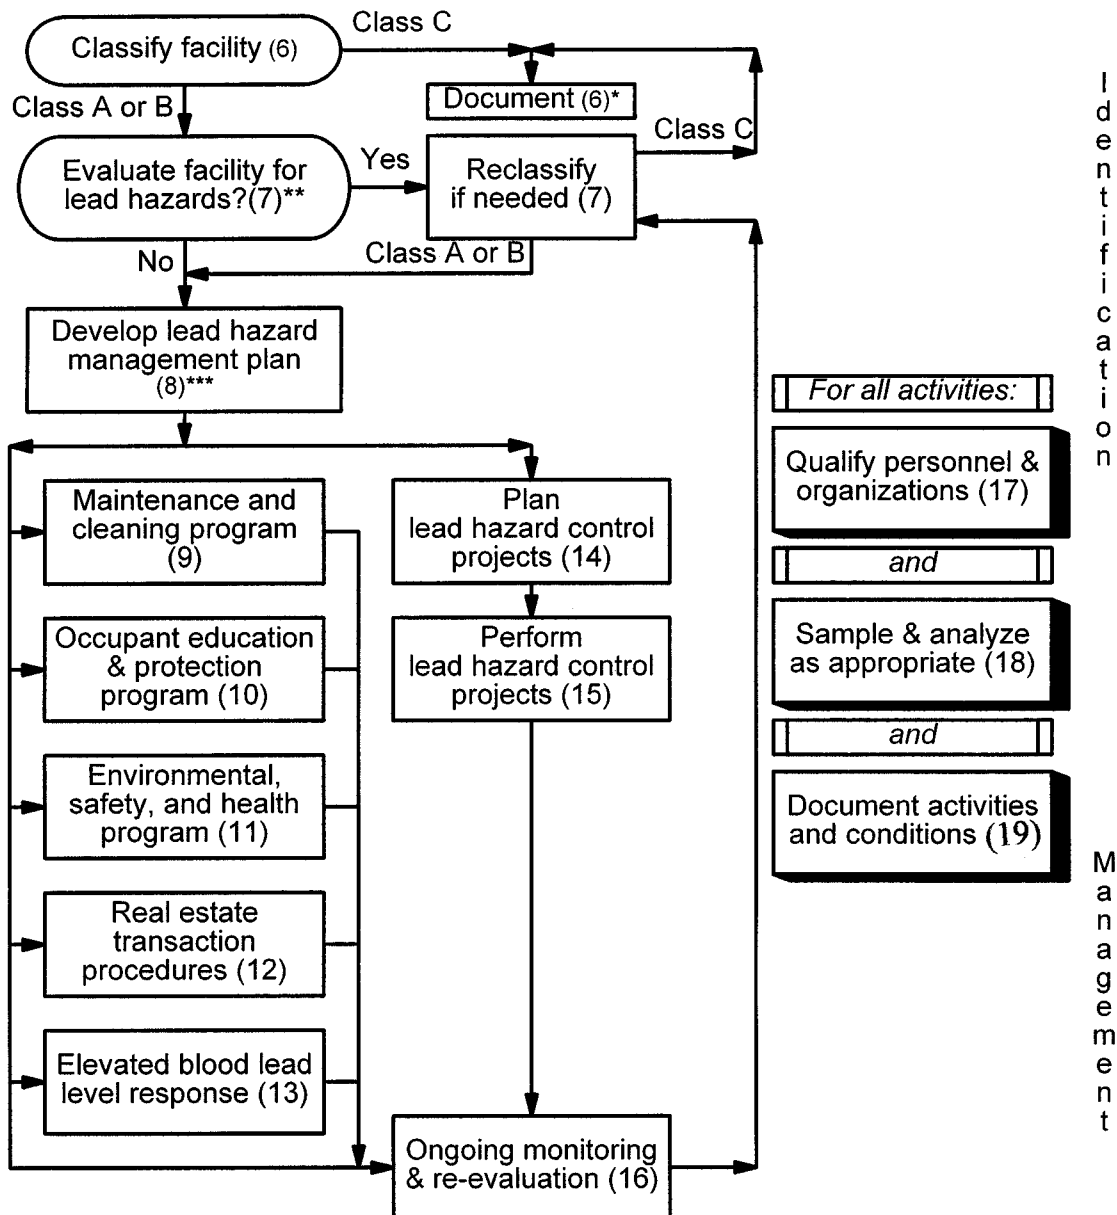 Class C
Classify facility (6)
Document (6)*
Class A or B
Class C
Evaluate facility for
lead hazards?(7)**
Yes
Reclassify
if needed (7)
No
Class A or B
Develop lead hazard
management plan
(8)***
Maintenance and
cleaning program
(9)
Occupant education
& protection
program (10)
Environmental,
safety, and health
program (11)
Real estate
transaction
procedures (12)
Elevated blood lead
level response (13)
Plan
lead hazard control
projects (14)
Perform
lead hazard control
projects (15)
Ongoing monitoring
& re-evaluation (16)
For all activities:
Qualify personnel &
organizations (17)
and
Sample & analyze
as appropriate (18)
and
Document activities
and conditions (19)
Identification
Management